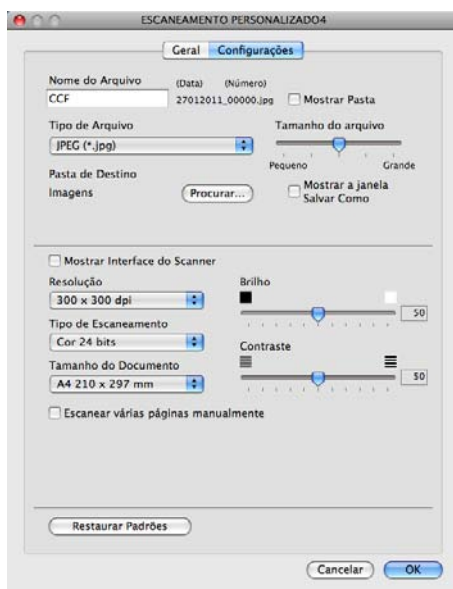 ESCANEAMENTO PERSONALIZADO4
Geral Configurações
Nome do Arquivo (Data) (Número)
CCF 27012011_00000.jpg Mostrar Pasta
Tipo de Arquivo Tamanho do arquivo
JPEG (*.jpg)
Pequeno Grande
Pasta de Destino
Imagens Procurar... Mostrar a janela
Salvar Como
Mostrar Interface do Scanner
Resolução Brilho
300 x 300 dpi 50
Tipo de Escaneamento
Cor 24 bits Contraste
Tamanho do Documento
A4 210 x 297 mm 50
Escanear várias páginas manualmente
Restaurar Padrões
Cancelar OK